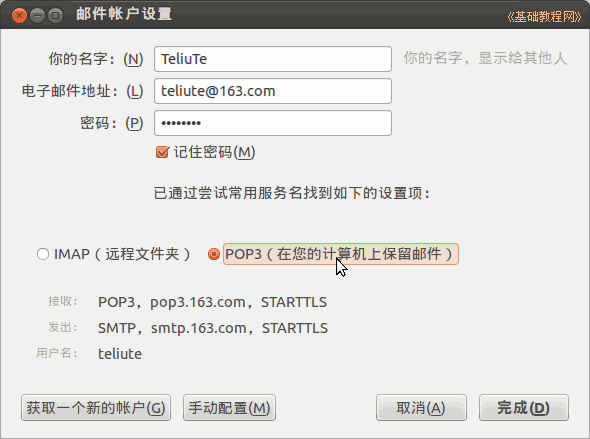 邮件帐户设置
《基础教程网》
你的名字：(N) TeliuTe 你的名字，显示给其他人
电子邮件地址：(L) teliute@163.com
密码：(P) ••••••••
记住密码(M)
已通过尝试常用服务名找到如下的设置项：
IMAP（远程文件夹） POP3（在您的计算机上保留邮件）
接收： POP3，pop3.163.com，STARTTLS
发出： SMTP，smtp.163.com，STARTTLS
用户名： teliute
获取一个新的帐户(G) 手动配置(M) 取消(A) 完成(D)